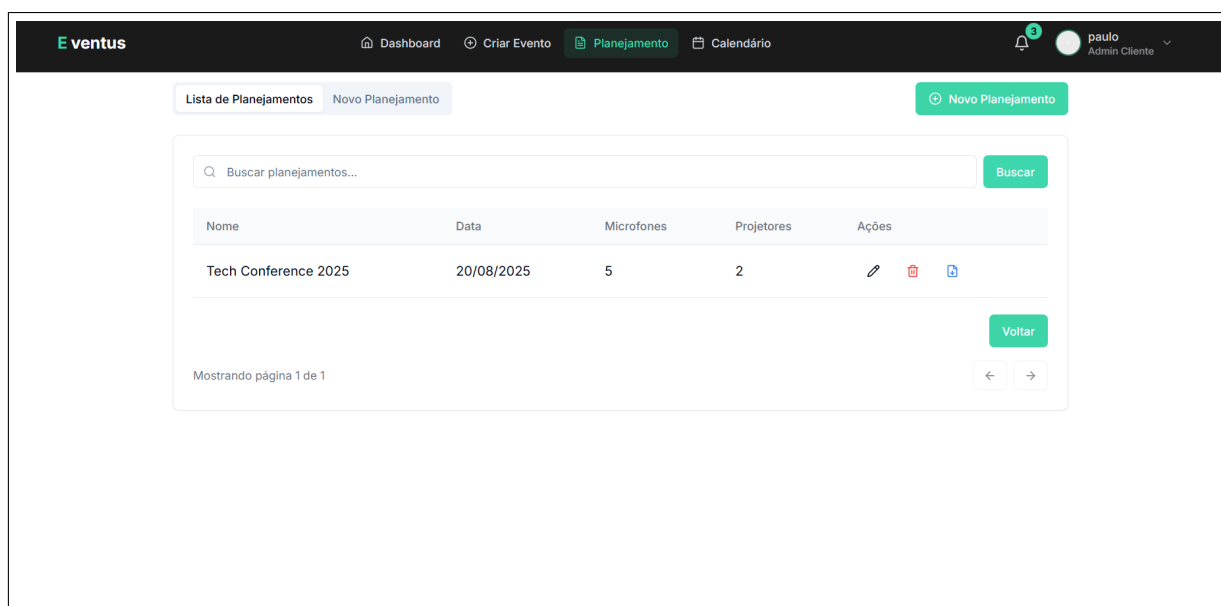 E ventus Dashboard Criar Evento Planejamento Calendário 3 paulo
Admin Cliente
Lista de Planejamentos Novo Planejamento Novo Planejamento
Buscar planejamentos... Buscar
Nome Data Microfones Projetores Ações
Tech Conference 2025 20/08/2025 5 2
Voltar
Mostrando página 1 de 1